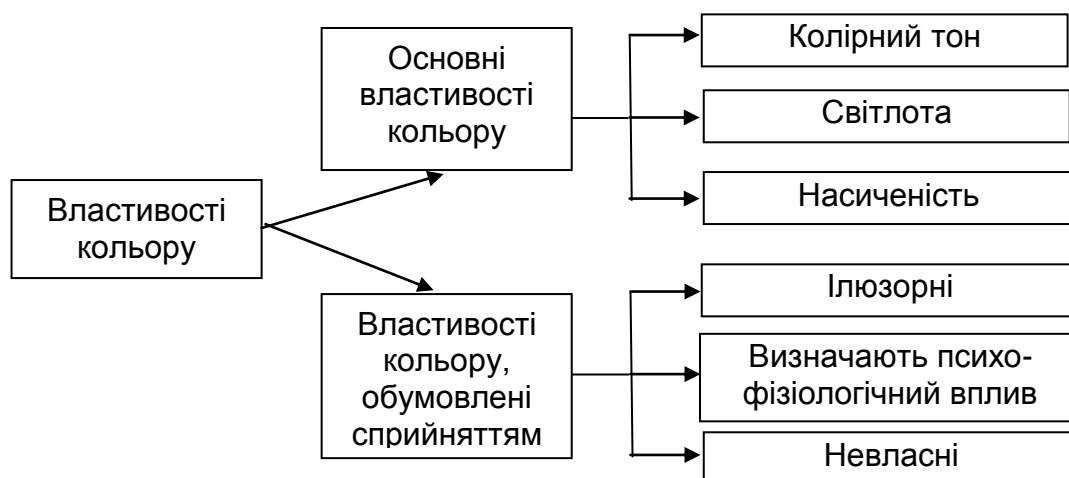 Властивості
кольору
Основні
властивості
кольору
Колірний тон
Світлота
Насиченість
Властивості
кольору,
обумовлені
сприйняттям
Ілюзорні
Визначають психо-
фізіологічний вплив
Невласні